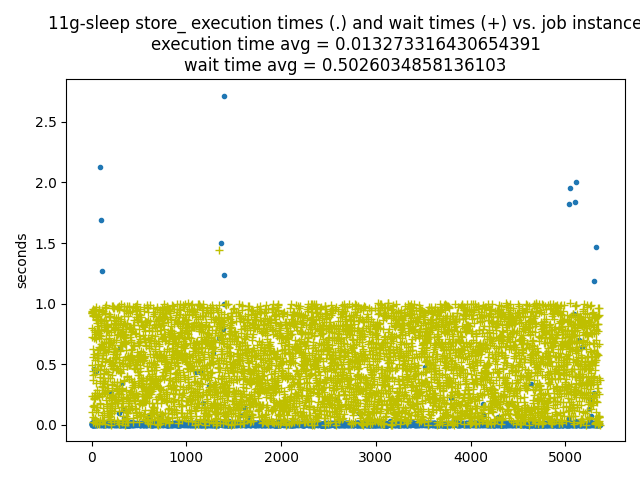 11g-sleep store_ execution times (.) and wait times (+) vs. job instance
execution time avg = 0.013273316430654391
wait time avg = 0.5026034858136103
seconds
2.5
2.0
1.5
1.0
0.5
0.0
0 1000 2000 3000 4000 5000